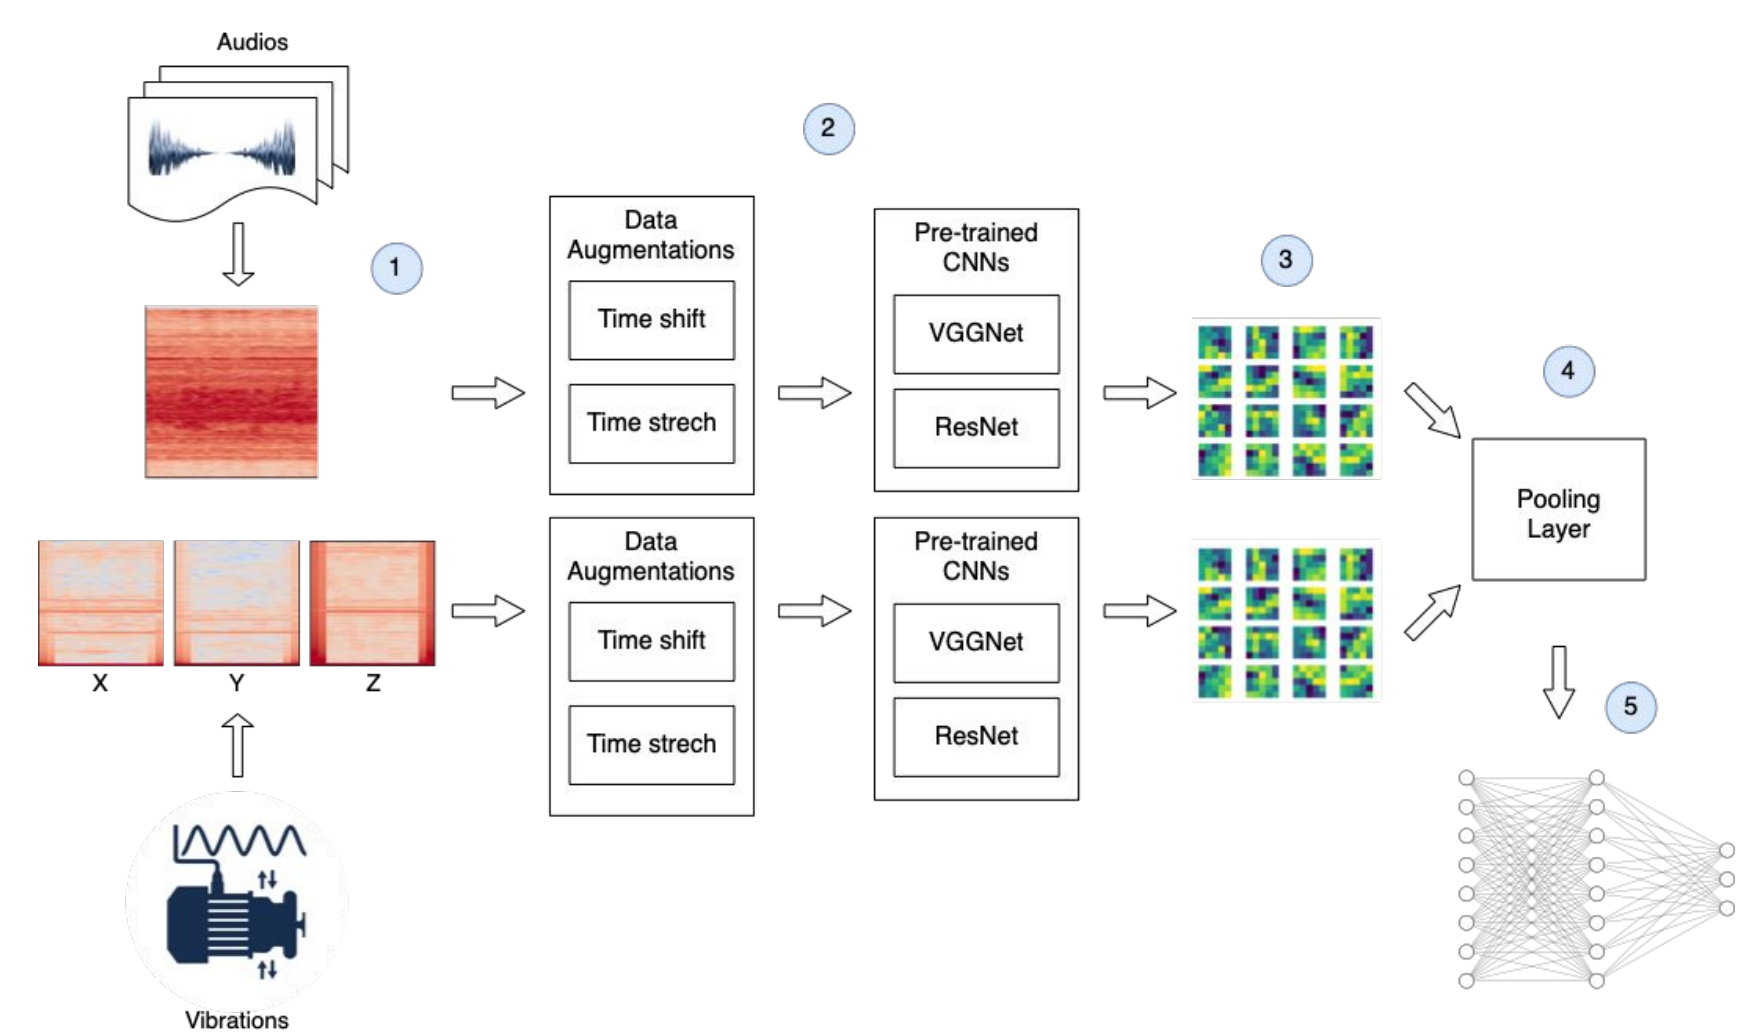 Audios
1
2
Data
Augmentations
Time shift
Time strech
Pre-trained
CNNs
VGGNet
ResNet
3
4
Pooling
Layer
X
Y
Z
Data
Augmentations
Time shift
Time strech
Pre-trained
CNNs
VGGNet
ResNet
5
Vibrations